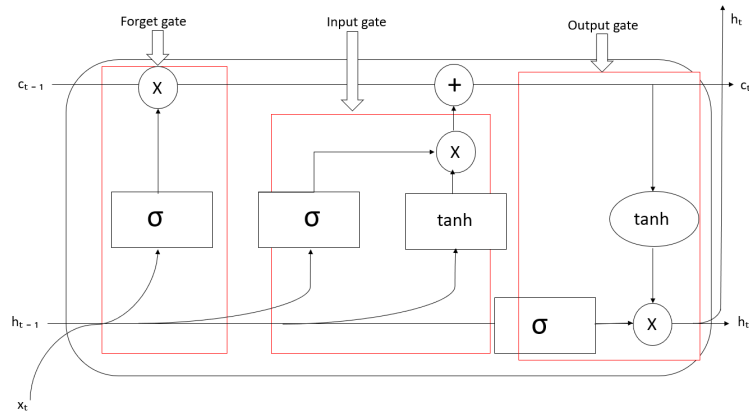 Forget gate
Input gate
Output gate
hₜ
cₜ₋₁
X
+
cₜ
X
σ
σ
tanh
tanh
hₜ₋₁
σ
X
hₜ
xₜ